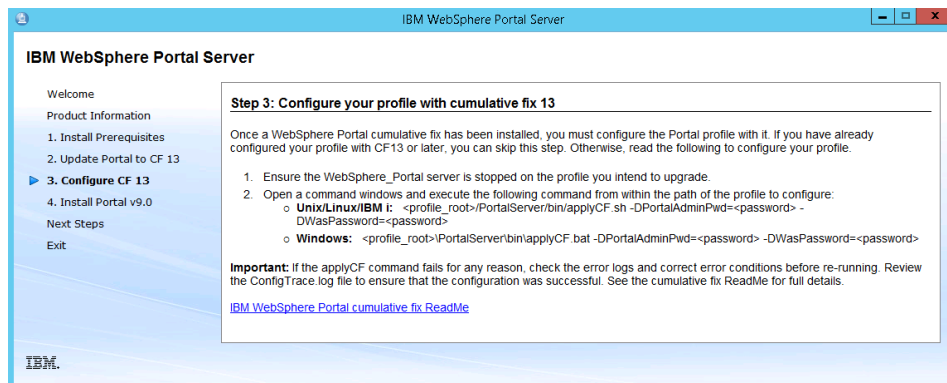 IBM WebSphere Portal Server
IBM WebSphere Portal Server
Welcome
Product Information
1. Install Prerequisites
2. Update Portal to CF 13
3. Configure CF 13
4. Install Portal v9.0
Next Steps
Exit
Step 3: Configure your profile with cumulative fix 13
Once a WebSphere Portal cumulative fix has been installed, you must configure the Portal profile with it. If you have already
configured your profile with CF13 or later, you can skip this step. Otherwise, read the following to configure your profile.
1. Ensure the WebSphere_Portal server is stopped on the profile you intend to upgrade.
2. Open a command windows and execute the following command from within the path of the profile to configure:
o Unix/Linux/IBM i: <profile_root>/PortalServer/bin/applyCF.sh -DPortalAdminPwd=<password> -
DWasPassword=<password>
o Windows: <profile_root>\PortalServer\bin\applyCF.bat -DPortalAdminPwd=<password> -DWasPassword=<password>
Important: If the applyCF command fails for any reason, check the error logs and correct error conditions before re-running. Review
the ConfigTrace.log file to ensure that the configuration was successful. See the cumulative fix ReadMe for full details.
IBM WebSphere Portal cumulative fix ReadMe
IBM.